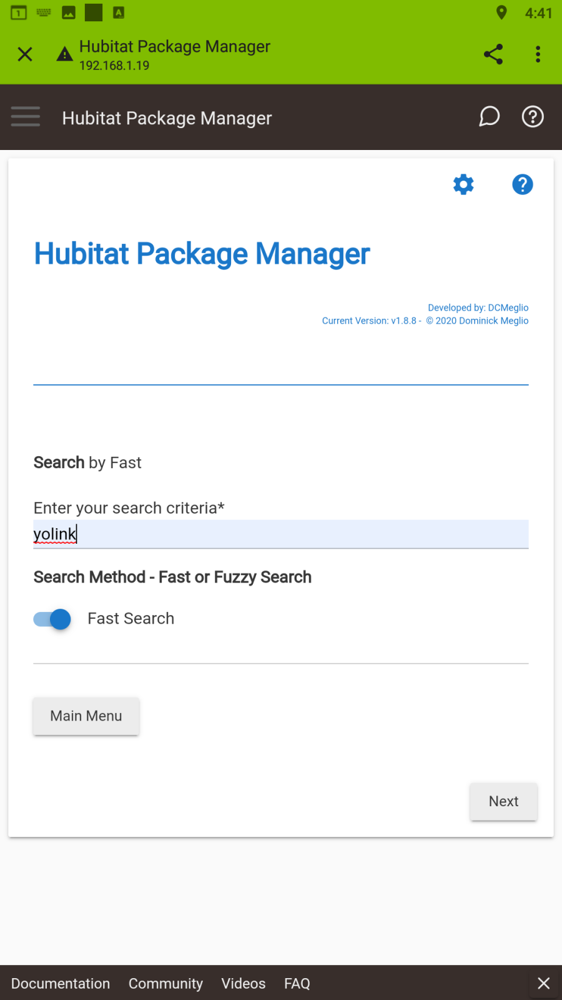 1 A 4:41
Hubitat Package Manager
192.168.1.19
Hubitat Package Manager
Hubitat Package Manager
Developed by: DCMeglio
Current Version: v1.8.8 - © 2020 Dominick Meglio
Search by Fast
Enter your search criteria*
yolink
Search Method - Fast or Fuzzy Search
Fast Search
Main Menu
Next
Documentation Community Videos FAQ